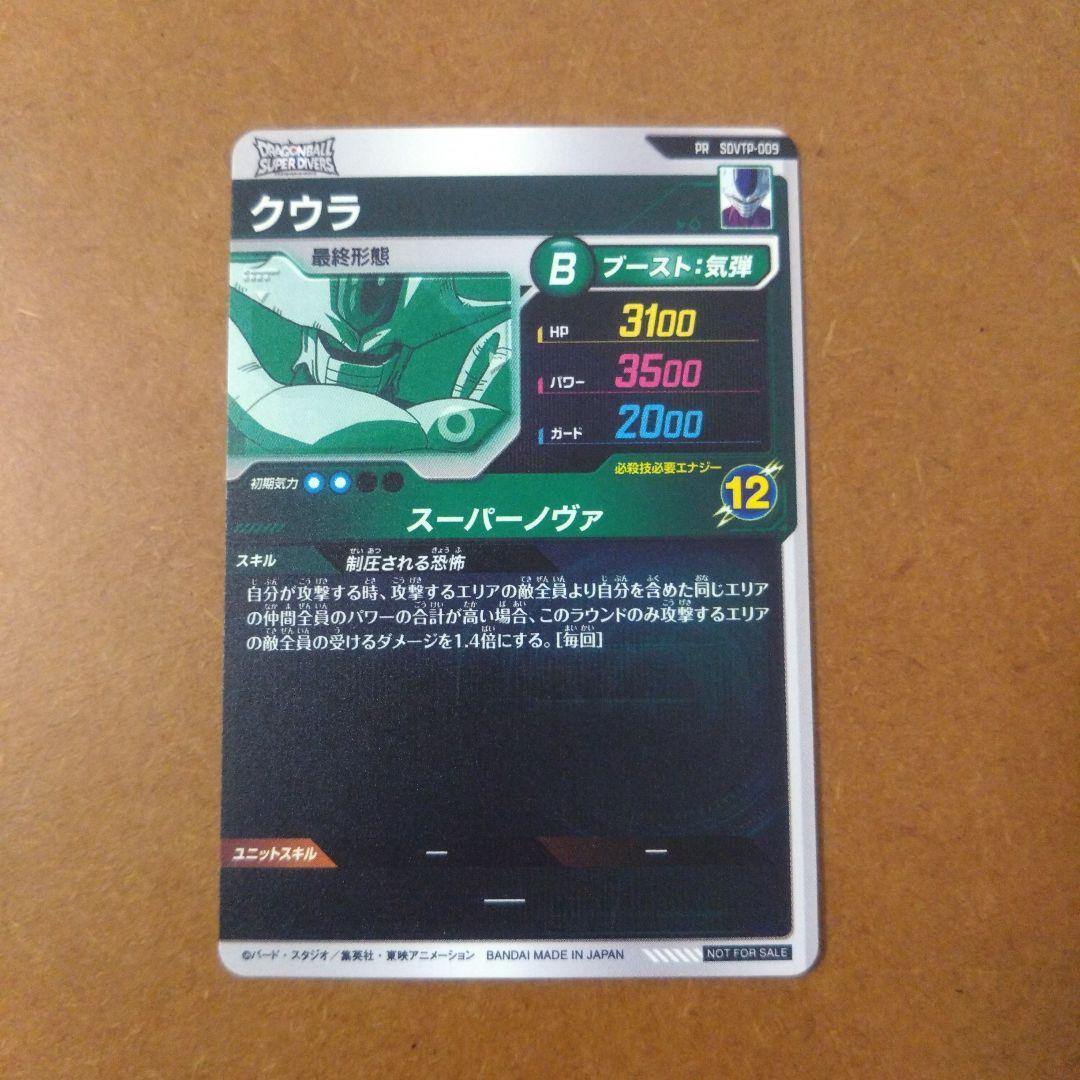 DRAGONBALL
SUPER DIVERS
PR SDVTP-009
クウラ
最終形態
B ブースト:気弾
HP 3100
パワー 3500
ガード 2000
初期気力
必殺技必要エナジー
12
スーパーノヴァ
スキル 制圧される恐怖
自分が攻撃する時、攻撃するエリアの敵全員より自分を含めた同じエリア
の仲間全員のパワーの合計が高い場合、このラウンドのみ攻撃するエリア
の敵全員の受けるダメージを1.4倍にする。[毎回]
ユニットスキル ー ー
ー
©バード・スタジオ/集英社・東映アニメーション BANDAI MADE IN JAPAN NOT FOR SALE